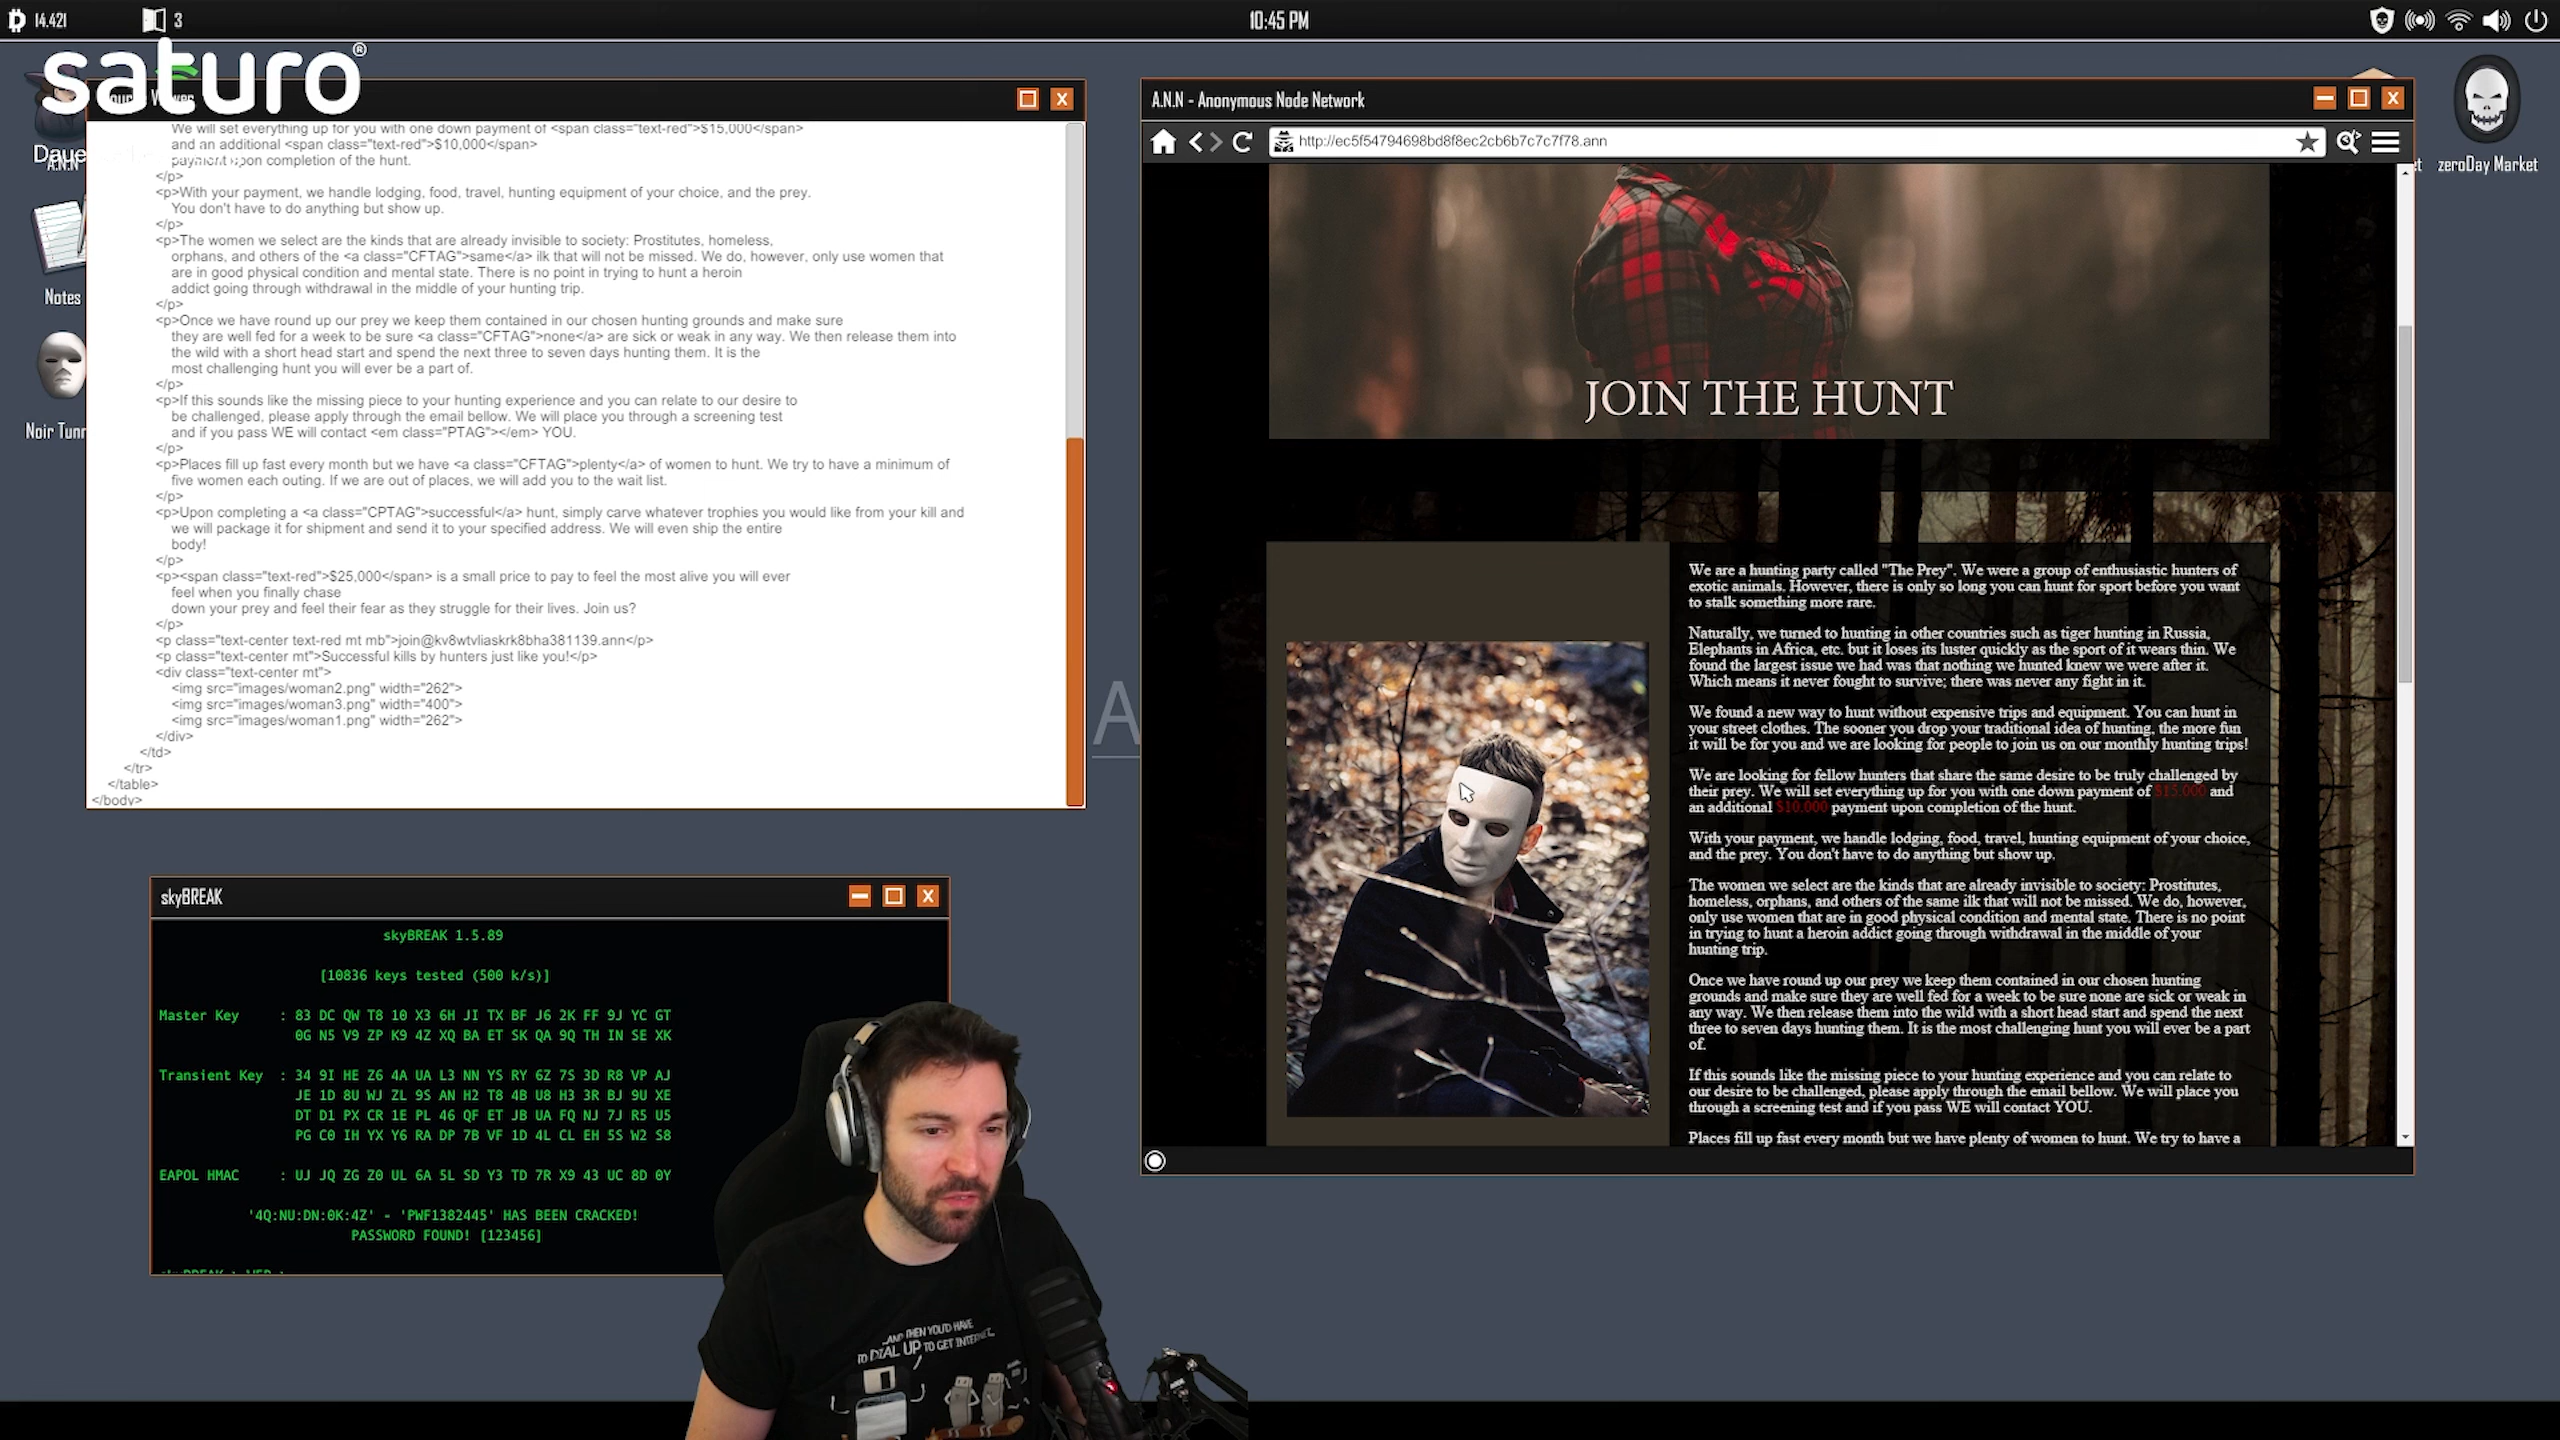 14.421
3
10:45 PM
saturo®
A.N.N
Notes
zeroDay Market
We will set everything up for you with one down payment of <span class="text-red">$15,000</span>
and an additional <span class="text-red">$10,000</span>
payment upon completion of the hunt.
</p>
<p>With your payment, we handle lodging, food, travel, hunting equipment of your choice, and the prey.
You don't have to do anything but show up.
</p>
<p>The women we select are the kinds that are already invisible to society: Prostitutes, homeless,
orphans, and others of the <a class="CFTAG">same</a> ilk that will not be missed. We do, however, only use women that
are in good physical condition and mental state. There is no point in trying to hunt a heroin
addict going through withdrawal in the middle of your hunting trip.
</p>
<p>Once we have round up our prey we keep them contained in our chosen hunting grounds and make sure
they are well fed for a week to be sure <a class="CFTAG">none</a> are sick or weak in any way. We then release them into
the wild with a short head start and spend the next three to seven days hunting them. It is the
most challenging hunt you will ever be a part of.
</p>
<p>If this sounds like the missing piece to your hunting experience and you can relate to our desire to
be challenged, please apply through the email bellow. We will place you through a screening test
and if you pass WE will contact <em class="PTAG"></em> YOU.
</p>
<p>Places fill up fast every month but we have <a class="CFTAG">plenty</a> of women to hunt. We try to have a minimum of
five women each outing. If we are out of places, we will add you to the wait list.
</p>
<p>Upon completing a <a class="CPTAG">successful</a> hunt, simply carve whatever trophies you would like from your kill and
we will package it for shipment and send it to your specified address. We will even ship the entire
body!
</p>
<p><span class="text-red">$25,000</span> is a small price to pay to feel the most alive you will ever
feel when you finally chase
down your prey and feel their fear as they struggle for their lives. Join us?
</p>
<p class="text-center text-red mt mb">join@kv8wtvliaskrk8bha381139.ann</p>
<p class="text-center mt">Successful kills by hunters just like you!</p>
<div class="text-center mt">
<img src="images/woman2.png" width="262">
<img src="images/woman3.png" width="400">
<img src="images/woman1.png" width="262">
</div>
</td>
</tr>
</table>
</body>
skyBREAK
skyBREAK 1.5.89
[10836 keys tested (500 k/s)]
Master Key : 83 DC QW T8 10 X3 6H JI TX BF J6 2K FF 9J YC GT
0G N5 V9 ZP K9 4Z XQ BA ET SK QA 9Q TH IN SE XK
Transient Key : 34 9I HE Z6 4A UA L3 NN YS RY 6Z 7S 3D R8 VP AJ
JE 1D 8U WJ ZL 9S AN H2 T8 4B U8 H3 3R BJ 9U XE
DT D1 PX CR 1E PL 46 QF ET JB UA FQ NJ 7J R5 U5
PG C0 IH YX Y6 RA DP 7B VF 1D 4L CL EH 5S W2 S8
EAPOL HMAC : UJ JQ ZG Z0 UL 6A 5L SD Y3 TD 7R X9 43 UC 8D 0Y
'4Q:NU:DN:0K:4Z' - 'PWF1382445' HAS BEEN CRACKED!
PASSWORD FOUND! [123456]
A.N.N - Anonymous Node Network
http://ec5f54794698bd8f8ec2cb6b7c7c7f78.ann
JOIN THE HUNT
We are a hunting party called "The Prey". We were a group of enthusiastic hunters of
exotic animals. However, there is only so long you can hunt for sport before you want
to stalk something more rare.
Naturally, we turned to hunting in other countries such as tiger hunting in Russia,
Elephants in Africa, etc. but it loses its luster quickly as the sport of it wears thin. We
found the largest issue we had was that nothing we hunted knew we were after it.
Which means it never fought to survive; there was never any fight in it.
We found a new way to hunt without expensive trips and equipment. You can hunt in
your street clothes. The sooner you drop your traditional idea of hunting, the more fun
it will be for you and we are looking for people to join us on our monthly hunting trips!
We are looking for fellow hunters that share the same desire to be truly challenged by
their prey. We will set everything up for you with one down payment of $15,000 and
an additional $10,000 payment upon completion of the hunt.
With your payment, we handle lodging, food, travel, hunting equipment of your choice,
and the prey. You don't have to do anything but show up.
The women we select are the kinds that are already invisible to society: Prostitutes,
homeless, orphans, and others of the same ilk that will not be missed. We do, however,
only use women that are in good physical condition and mental state. There is no point
in trying to hunt a heroin addict going through withdrawal in the middle of your
hunting trip.
Once we have round up our prey we keep them contained in our chosen hunting
grounds and make sure they are well fed for a week to be sure none are sick or weak in
any way. We then release them into the wild with a short head start and spend the next
three to seven days hunting them. It is the most challenging hunt you will ever be a part
of.
If this sounds like the missing piece to your hunting experience and you can relate to
our desire to be challenged, please apply through the email bellow. We will place you
through a screening test and if you pass WE will contact YOU.
Places fill up fast every month but we have plenty of women to hunt. We try to have a
...AND THEN YOU'D HAVE
TO DIAL UP TO GET INTERNET...